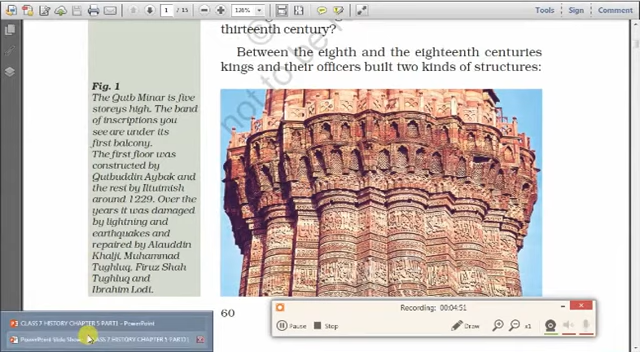 1 / 15
126%
Tools
Sign
Comment
thirteenth century?
Between the eighth and the eighteenth centuries
kings and their officers built two kinds of structures:
Fig. 1
The Qutb Minar is five
storeys high. The band
of inscriptions you
see are under its
first balcony.
The first floor was
constructed by
Qutbuddin Aybak and
the rest by Iltutmish
around 1229. Over the
years it was damaged
by lightning and
earthquakes and
repaired by Alauddin
Khalji, Muhammad
Tughluq, Firuz Shah
Tughluq and
Ibrahim Lodi.
60
CLASS 7 HISTORY CHAPTER 5 PART1 - PowerPoint
PowerPoint Slide Show CLASS 7 HISTORY CHAPTER 5 PART1
Recording: 00:04:51
Pause
Stop
Draw
x1